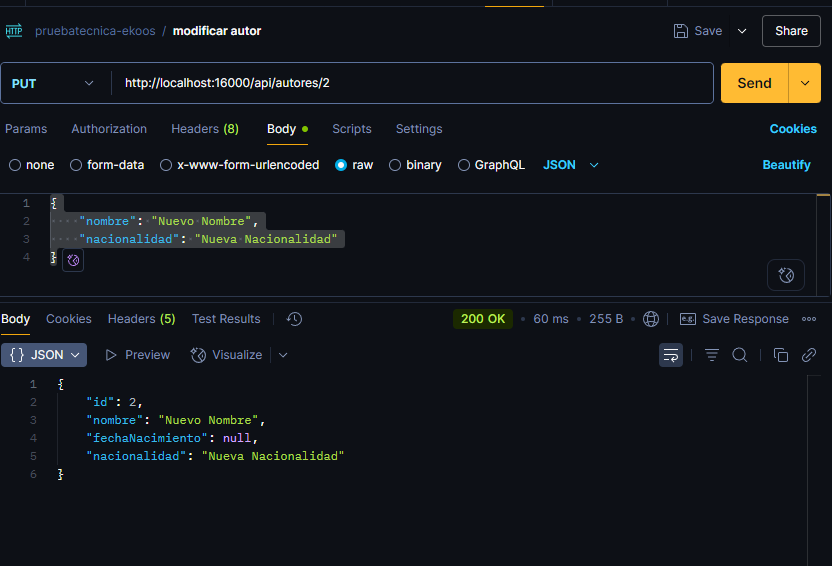 HTTP pruebatecnica-ekoos / modificar autor Save Share
PUT http://localhost:16000/api/autores/2 Send
Params Authorization Headers (8) Body Scripts Settings Cookies
none form-data x-www-form-urlencoded raw binary GraphQL JSON Beautify
1 {
2 "nombre": "Nuevo Nombre",
3 "nacionalidad": "Nueva Nacionalidad"
4 }
Body Cookies Headers (5) Test Results 200 OK • 60 ms • 255 B • e.g. Save Response
{} JSON Preview Visualize
1 {
2 "id": 2,
3 "nombre": "Nuevo Nombre",
4 "fechaNacimiento": null,
5 "nacionalidad": "Nueva Nacionalidad"
6 }